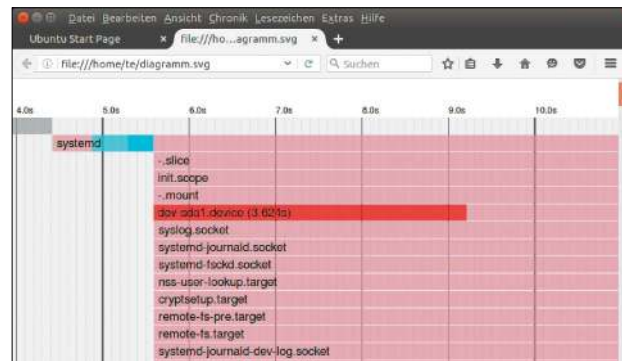 Datei Bearbeiten Ansicht Chronik Lesezeichen Extras Hilfe
Ubuntu Start Page × file:///ho...agramm.svg × +
file:///home/te/diagramm.svg Suchen
4.0s 5.0s 6.0s 7.0s 8.0s 9.0s 10.0s
systemd
-.slice
init.scope
-.mount
dev-sda1.device (3.624s)
syslog.socket
systemd-journald.socket
systemd-fsckd.socket
nss-user-lookup.target
cryptsetup.target
remote-fs-pre.target
remote-fs.target
systemd-journald-dev-log.socket